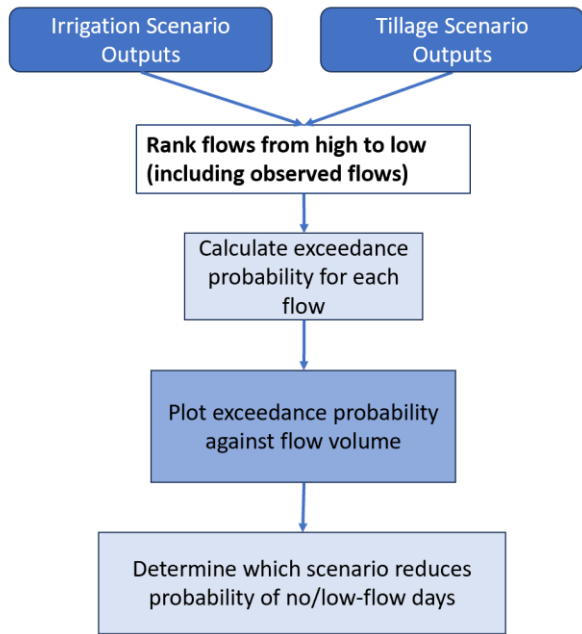 Irrigation Scenario
Outputs
Tillage Scenario
Outputs
Rank flows from high to low
(including observed flows)
Calculate exceedance
probability for each
flow
Plot exceedance probability
against flow volume
Determine which scenario reduces
probability of no/low-flow days